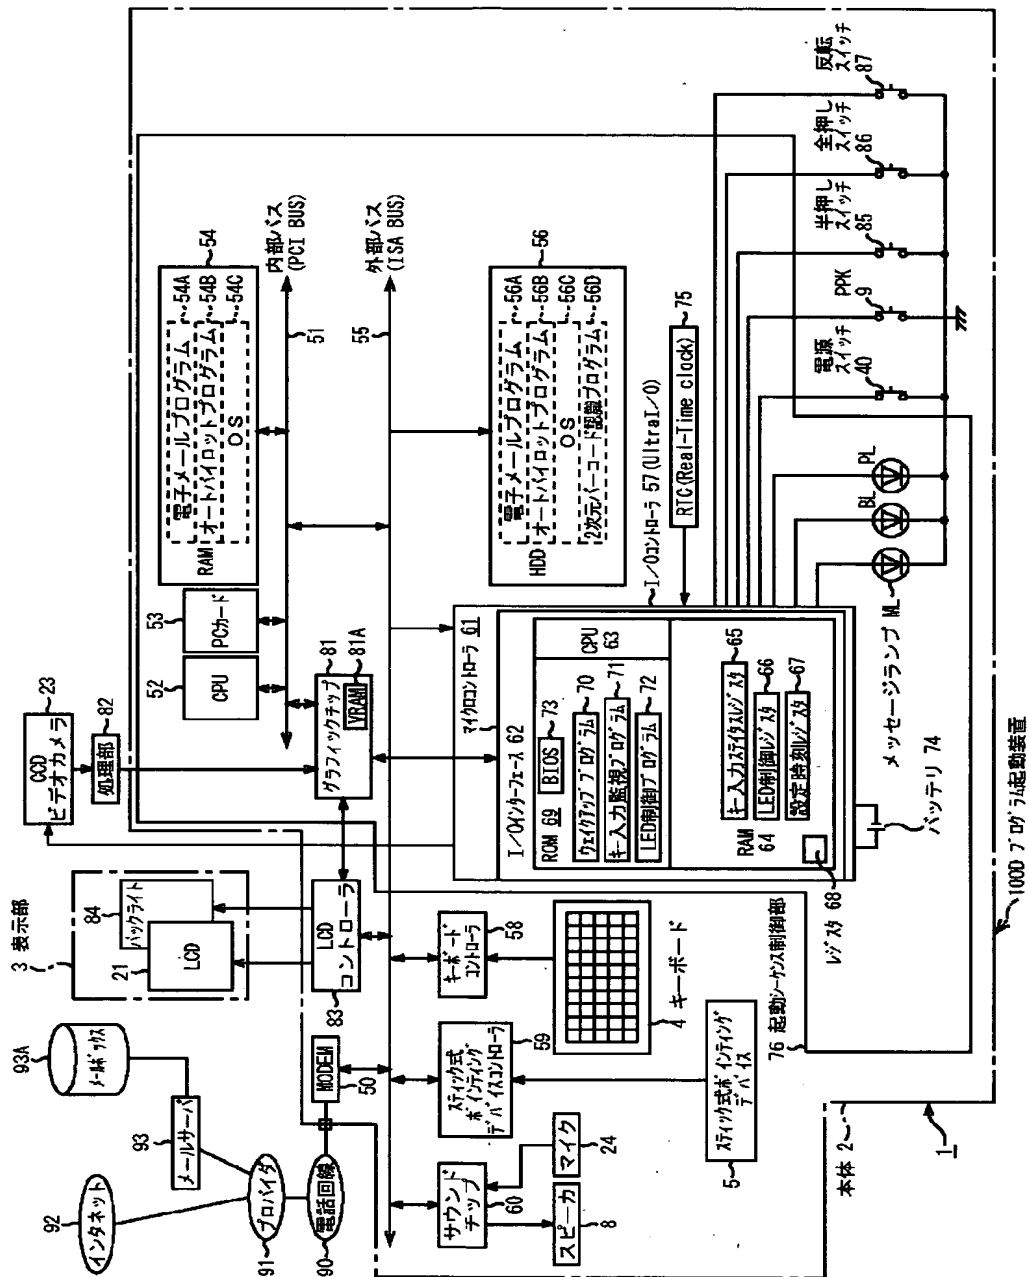 93A
メールボックス
93
メールサーバ
92
インタネット
プロバイダ
91
電話回線
90
MODEM
50
3 表示部
21
84
バックライト
LCD
LCD
コントローラ
83
23
CCD
ビデオカメラ
処理部
82
グラフィックチップ
81
VRAM
81A
52
CPU
53
PCカード
RAM
54
電子メールプログラム
54A
オートパイロットプログラム
54B
OS
54C
内部バス
(PCI BUS)
51
外部バス
(ISA BUS)
55
HDD
56
電子メールプログラム
56A
オートパイロットプログラム
56B
OS
56C
2次元バーコード認識プログラム
56D
I/Oコントローラ 57(UltraI/O)
RTC(Real-Time clock)
75
マイクロコントローラ 61
I/Oインターフェース 62
ROM 69
BIOS
73
CPU
63
ウェイクアッププログラム
70
キー入力監視プログラム
71
LED制御プログラム
72
RAM
64
キー入力ステイタスレジスタ
65
LED制御レジスタ
66
設定時刻レジスタ
67
レジスタ 68
バッテリ 74
メッセージランプ ML
BL
PL
電源
スイッチ
40
PPK
9
半押し
スイッチ
85
全押し
スイッチ
86
反転
スイッチ
87
キーボード
コントローラ
58
4 キーボード
スティック式
ポインティング
デバイスコントローラ
59
スティック式ポインティング
デバイス
5
サウンド
チップ
60
マイク
24
スピーカ
8
76 起動シーケンス制御部
本体 2
1
100D プログラム起動装置